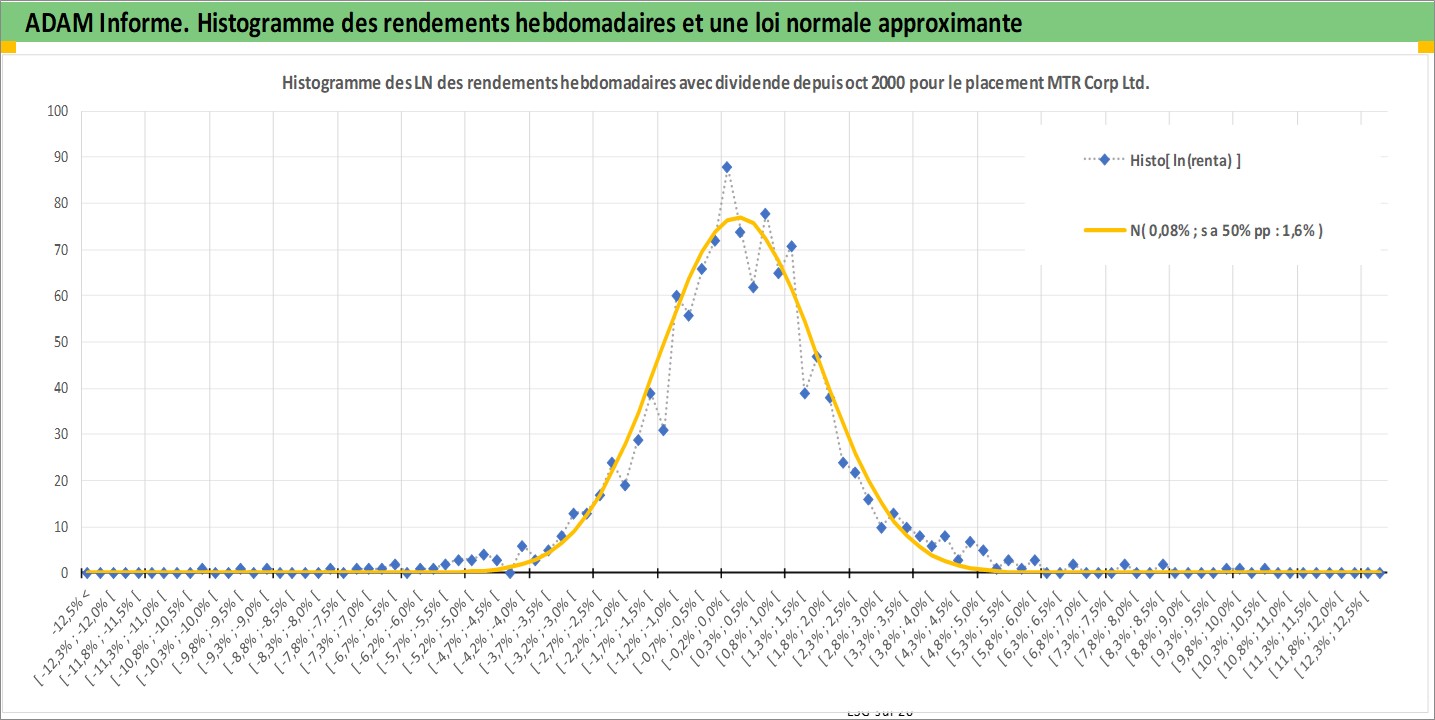 ADAM Informe. Histogramme des rendements hebdomadaires et une loi normale approximante
Histogramme des LN des rendements hebdomadaires avec dividende depuis oct 2000 pour le placement MTR Corp Ltd.
100
90
80
70
60
50
40
30
20
10
0
Histo[ ln(renta) ]
N( 0,08% ; s a 50% pp : 1,6% )
-12,5% <
[ -12,3% ; -12,0% [
[ -11,8% ; -11,5% [
[ -11,3% ; -11,0% [
[ -10,8% ; -10,5% [
[ -10,3% ; -10,0% [
[ -9,8% ; -9,5% [
[ -9,3% ; -9,0% [
[ -8,8% ; -8,5% [
[ -8,3% ; -8,0% [
[ -7,8% ; -7,5% [
[ -7,3% ; -7,0% [
[ -6,7% ; -6,5% [
[ -6,2% ; -6,0% [
[ -5,7% ; -5,5% [
[ -5,2% ; -5,0% [
[ -4,7% ; -4,5% [
[ -4,2% ; -4,0% [
[ -3,7% ; -3,5% [
[ -3,2% ; -3,0% [
[ -2,7% ; -2,5% [
[ -2,2% ; -2,0% [
[ -1,7% ; -1,5% [
[ -1,2% ; -1,0% [
[ -0,7% ; -0,5% [
[ -0,2% ; 0,0% [
[ 0,3% ; 0,5% [
[ 0,8% ; 1,0% [
[ 1,3% ; 1,5% [
[ 1,8% ; 2,0% [
[ 2,3% ; 2,5% [
[ 2,8% ; 3,0% [
[ 3,3% ; 3,5% [
[ 3,8% ; 4,0% [
[ 4,3% ; 4,5% [
[ 4,8% ; 5,0% [
[ 5,3% ; 5,5% [
[ 5,8% ; 6,0% [
[ 6,3% ; 6,5% [
[ 6,8% ; 7,0% [
[ 7,3% ; 7,5% [
[ 7,8% ; 8,0% [
[ 8,3% ; 8,5% [
[ 8,8% ; 9,0% [
[ 9,3% ; 9,5% [
[ 9,8% ; 10,0% [
[ 10,3% ; 10,5% [
[ 10,8% ; 11,0% [
[ 11,3% ; 11,5% [
[ 11,8% ; 12,0% [
[ 12,3% ; 12,5% [